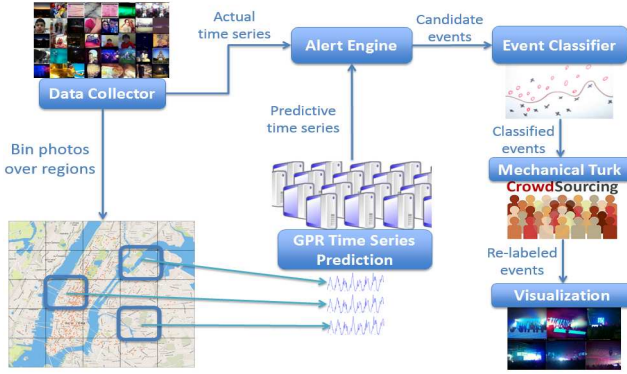 Actual
time series
Alert Engine
Candidate
events
Event Classifier
Data Collector
Predictive
time series
Bin photos
over regions
Classified
events
Mechanical Turk
CrowdSourcing
GPR Time Series
Prediction
Re-labeled
events
Visualization